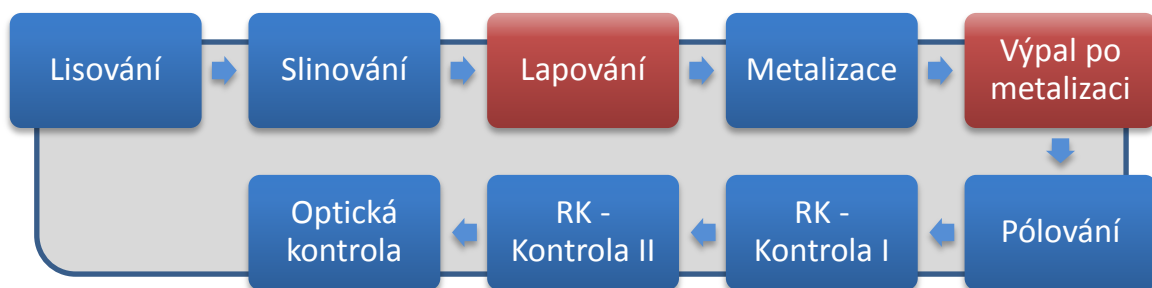 Lisování
Slinování
Lapování
Metalizace
Výpal po
metalizaci
Pólování
RK -
Kontrola I
RK -
Kontrola II
Optická
kontrola